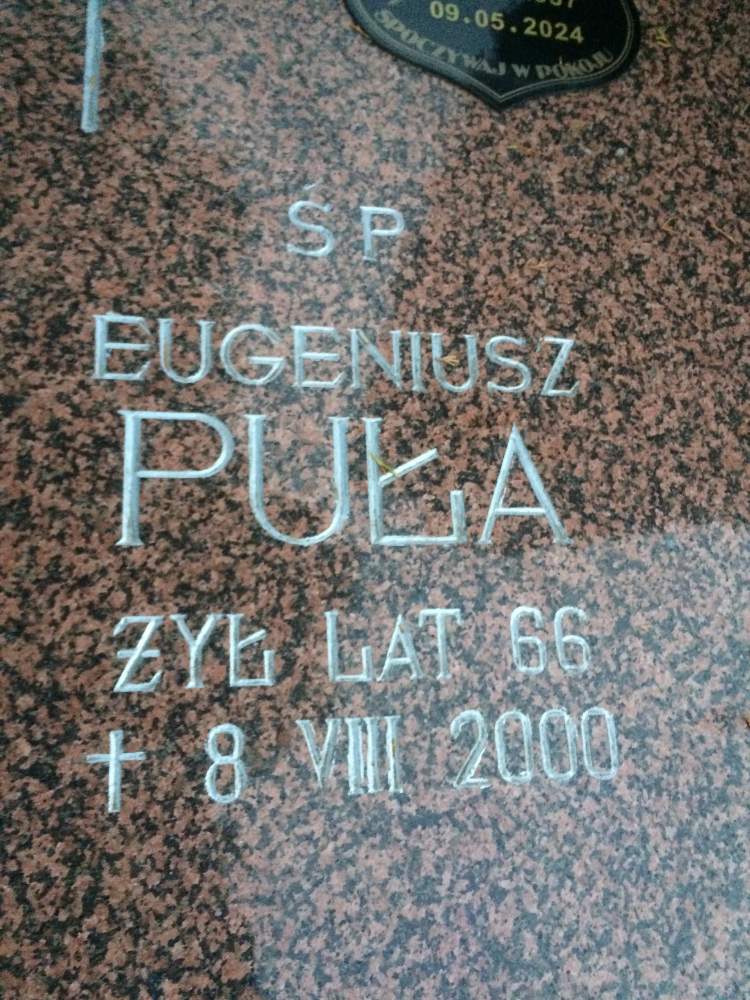 09.05.2024
SPOCZYWAJ W POKOJU
ŚP
EUGENIUSZ
PUŁA
ŻYŁ LAT 66
† 8 VIII 2000